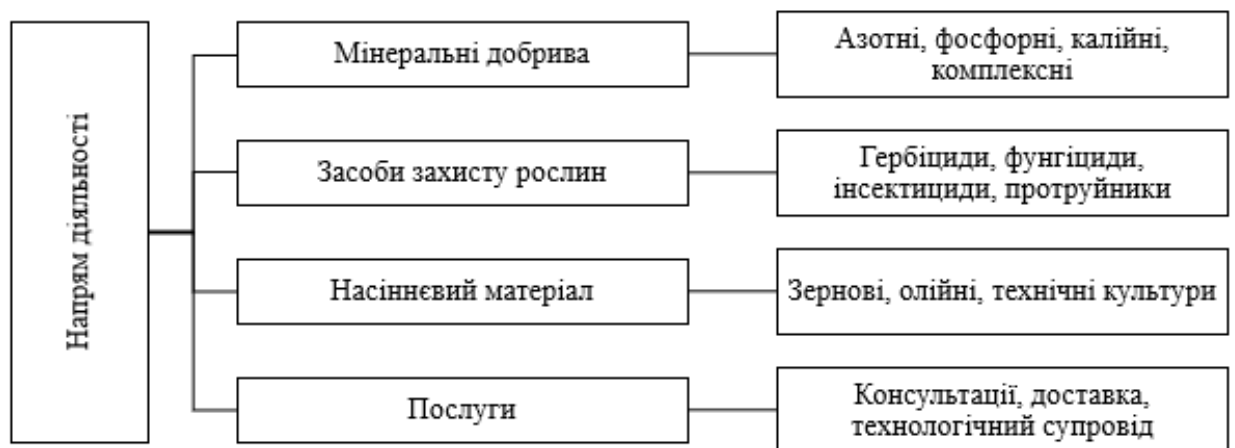 Напрям діяльності
Мінеральні добрива
Азотні, фосфорні, калійні,
комплексні
Засоби захисту рослин
Гербіциди, фунгіциди,
інсектициди, протруйники
Насіннєвий матеріал
Зернові, олійні, технічні культури
Послуги
Консультації, доставка,
технологічний супровід